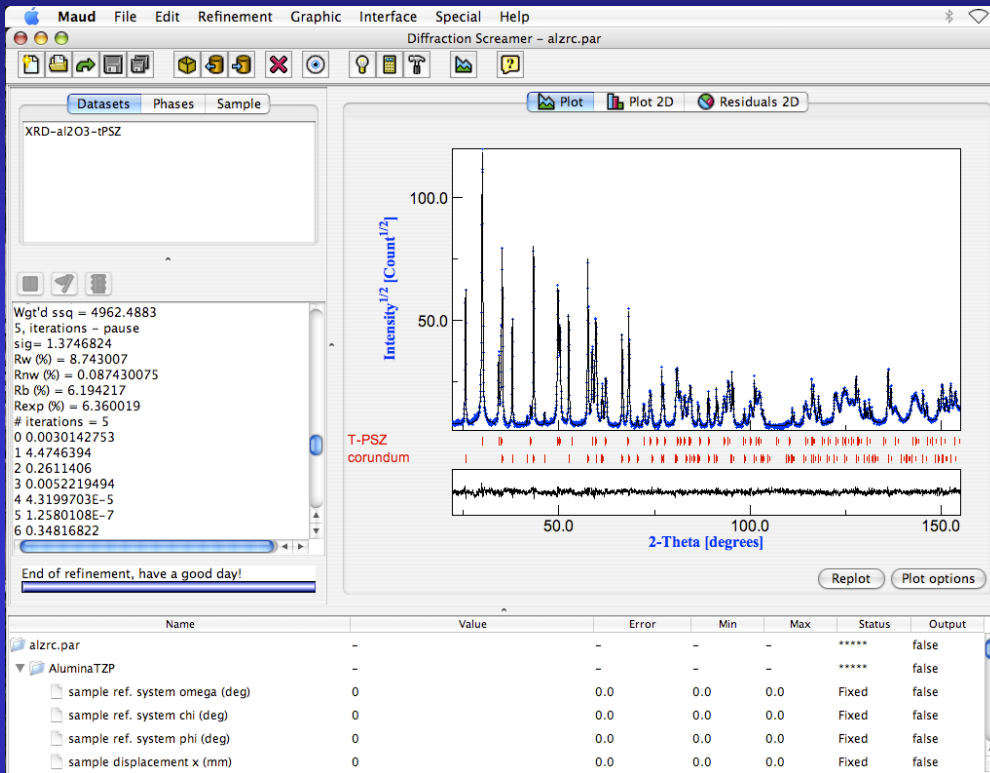 Maud File Edit Refinement Graphic Interface Special Help
Diffraction Screamer – alzrc.par
Datasets Phases Sample
XRD-al2O3-tPSZ
Wgt'd ssq = 4962.4883
5, iterations - pause
sig= 1.3746824
Rw (%) = 8.743007
Rnw (%) = 0.087430075
Rb (%) = 6.194217
Rexp (%) = 6.360019
# iterations = 5
0 0.0030142753
1 4.4746394
2 0.2611406
3 0.0052219494
4 4.3199703E-5
5 1.2580108E-7
6 0.34816822
End of refinement, have a good day!
Plot Plot 2D Residuals 2D
Intensity1/2 [Count1/2]
100.0
50.0
T-PSZ
corundum
50.0 100.0 150.0
2-Theta [degrees]
Replot Plot options
Name Value Error Min Max Status Output
alzrc.par – – – – ***** false
AluminaTZP – – – – ***** false
sample ref. system omega (deg) 0 0.0 0.0 0.0 Fixed false
sample ref. system chi (deg) 0 0.0 0.0 0.0 Fixed false
sample ref. system phi (deg) 0 0.0 0.0 0.0 Fixed false
sample displacement x (mm) 0 0.0 0.0 0.0 Fixed false